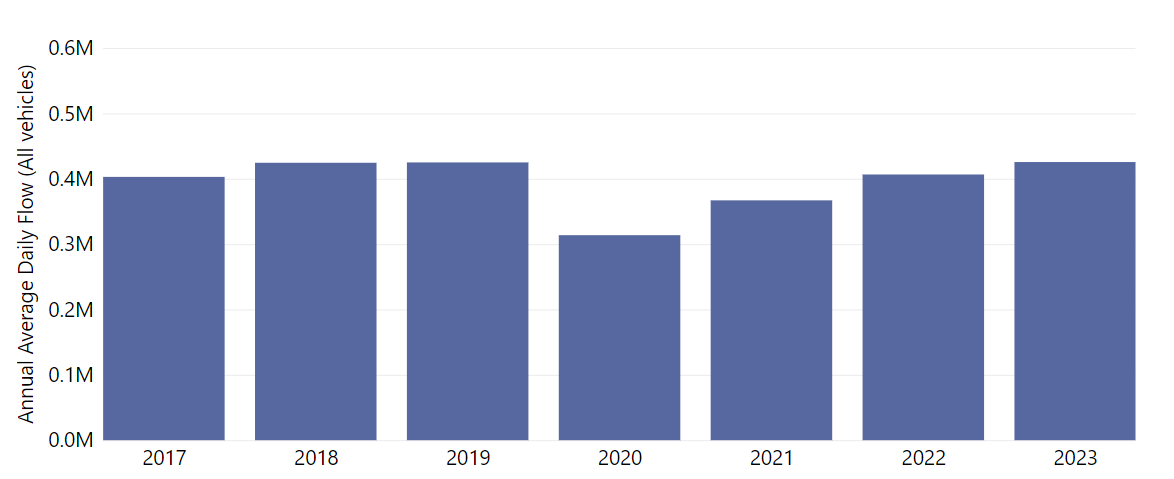 Annual Average Daily Flow (All vehicles)
0.6M
0.5M
0.4M
0.3M
0.2M
0.1M
0.0M
2017 2018 2019 2020 2021 2022 2023